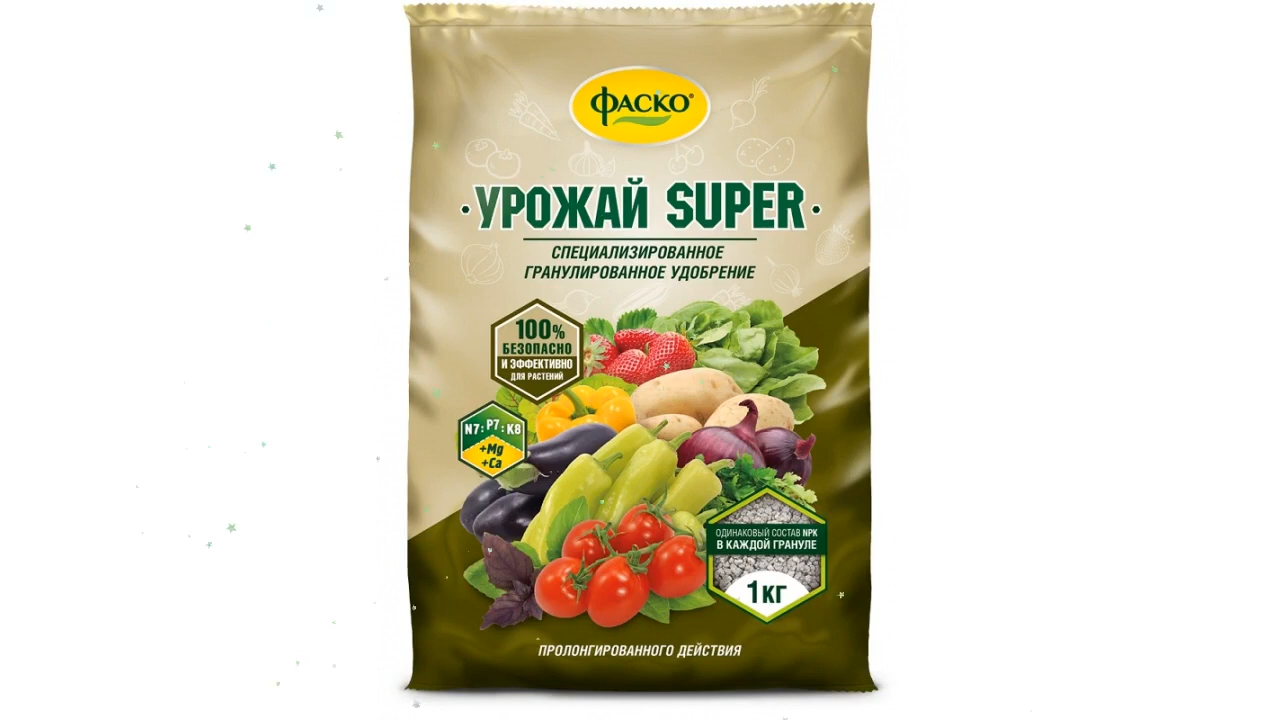 ФАСКО®
·УРОЖАЙ SUPER·
СПЕЦИАЛИЗИРОВАННОЕ
ГРАНУЛИРОВАННОЕ УДОБРЕНИЕ
100%
БЕЗОПАСНО
И ЭФФЕКТИВНО
ДЛЯ РАСТЕНИЙ
N7:P7:K8
+Mg
+Ca
ОДИНАКОВЫЙ СОСТАВ NPK
В КАЖДОЙ ГРАНУЛЕ
1 КГ
ПРОЛОНГИРОВАННОГО ДЕЙСТВИЯ